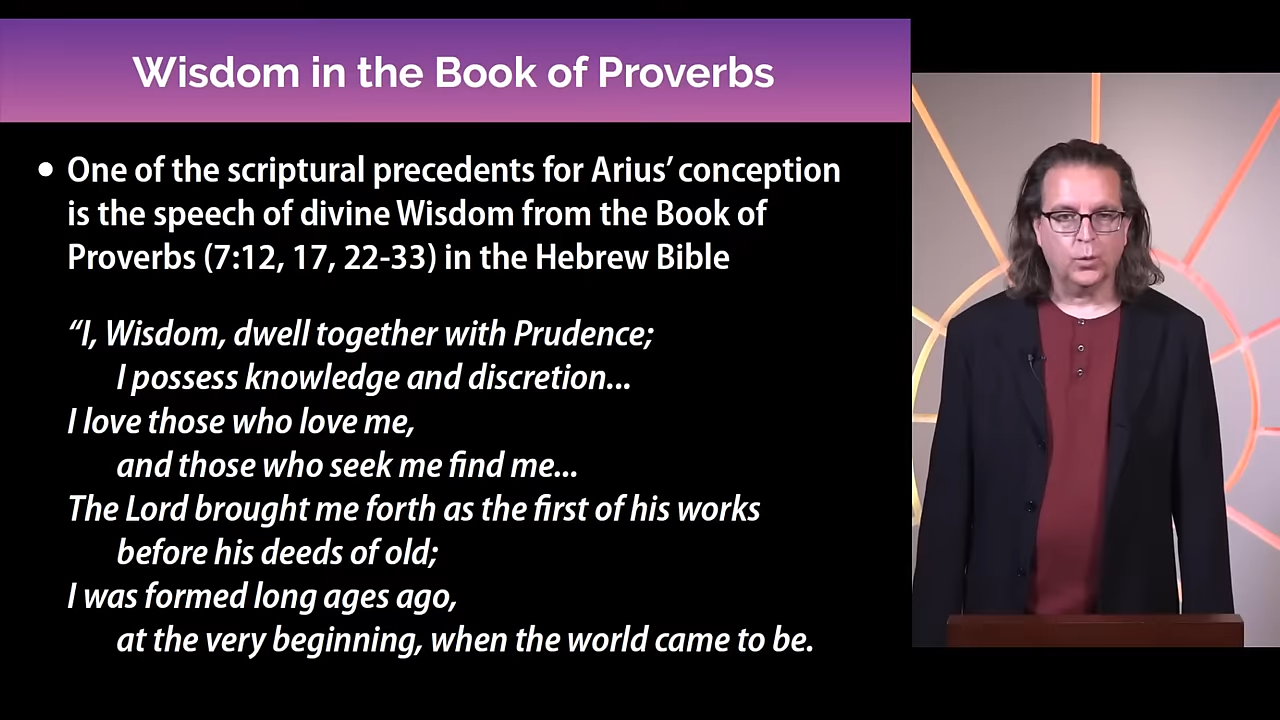 Wisdom in the Book of Proverbs
• One of the scriptural precedents for Arius’ conception
is the speech of divine Wisdom from the Book of
Proverbs (7:12, 17, 22-33) in the Hebrew Bible
“I, Wisdom, dwell together with Prudence;
I possess knowledge and discretion...
I love those who love me,
and those who seek me find me...
The Lord brought me forth as the first of his works
before his deeds of old;
I was formed long ages ago,
at the very beginning, when the world came to be.